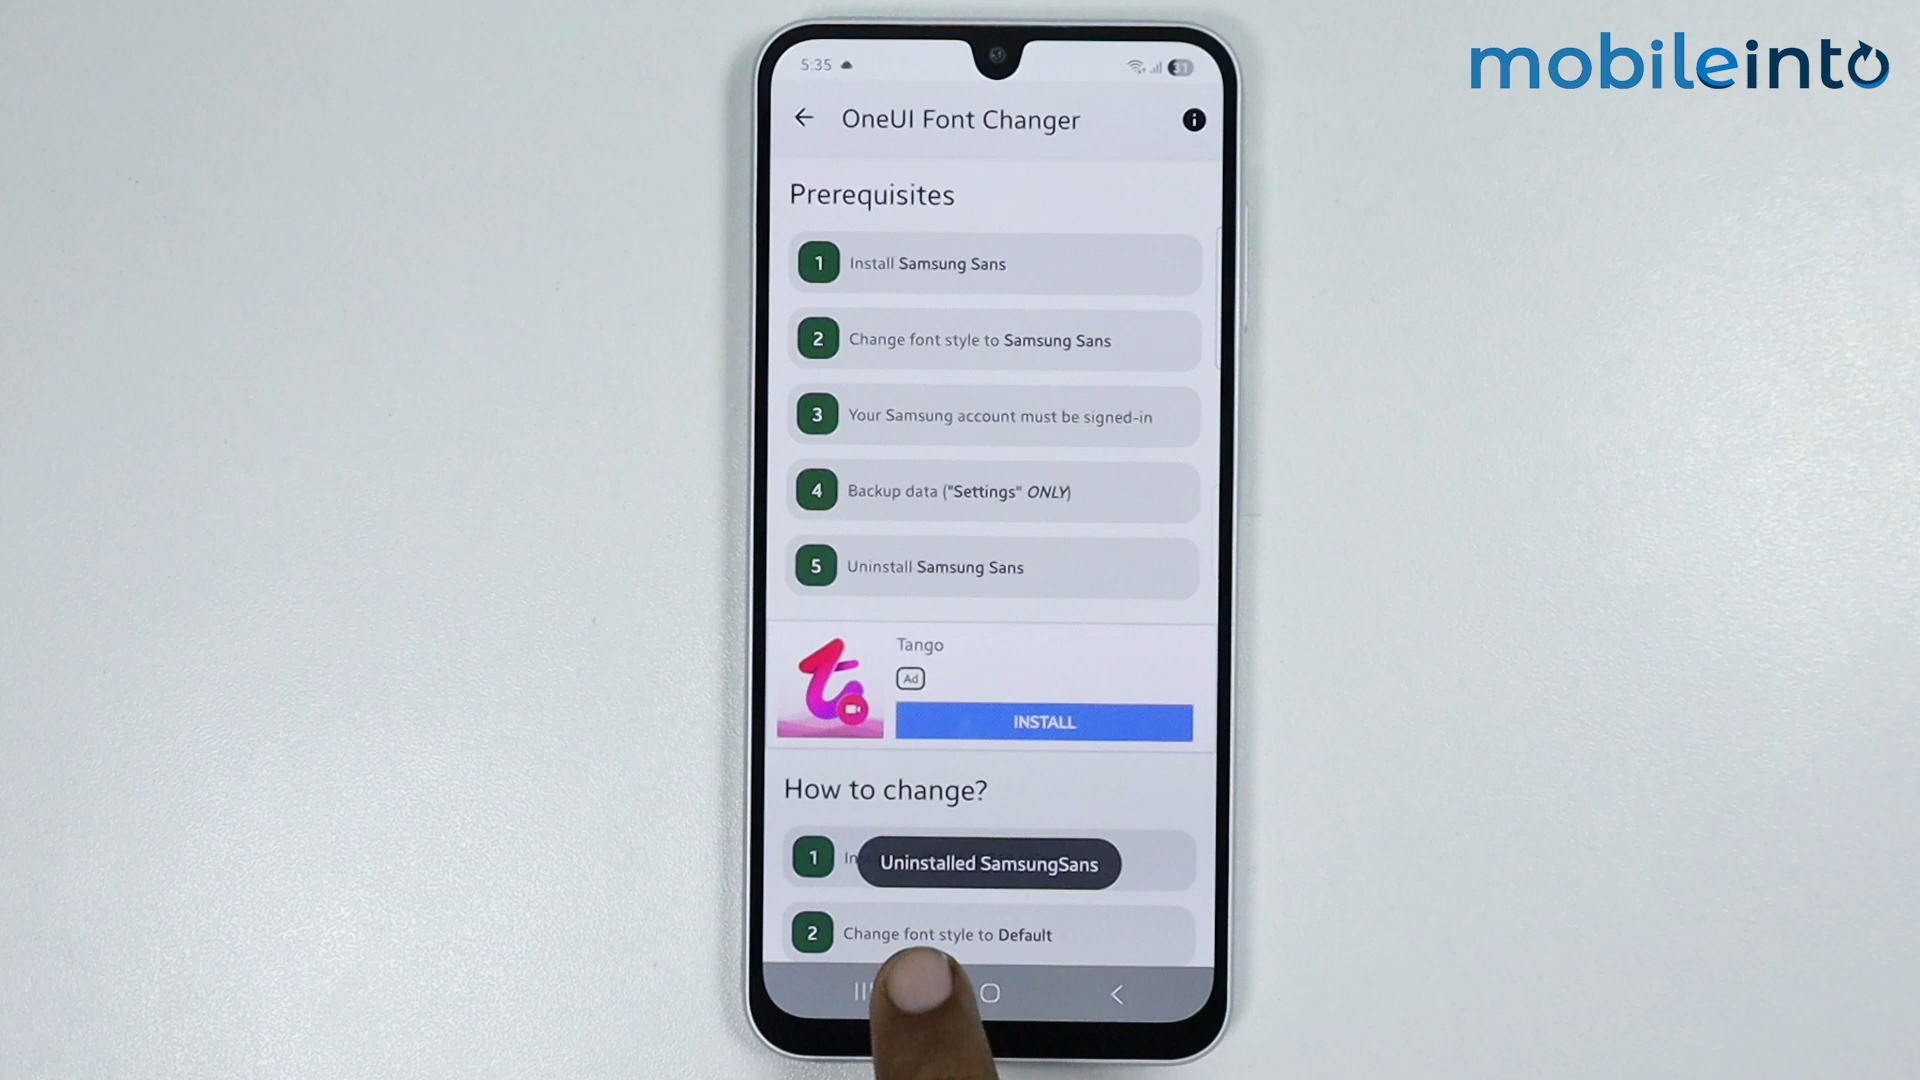 mobileinto
5:35
31
OneUI Font Changer
Prerequisites
1 Install Samsung Sans
2 Change font style to Samsung Sans
3 Your Samsung account must be signed-in
4 Backup data ("Settings" ONLY)
5 Uninstall Samsung Sans
Tango
Ad
INSTALL
How to change?
1
Uninstalled SamsungSans
2 Change font style to Default